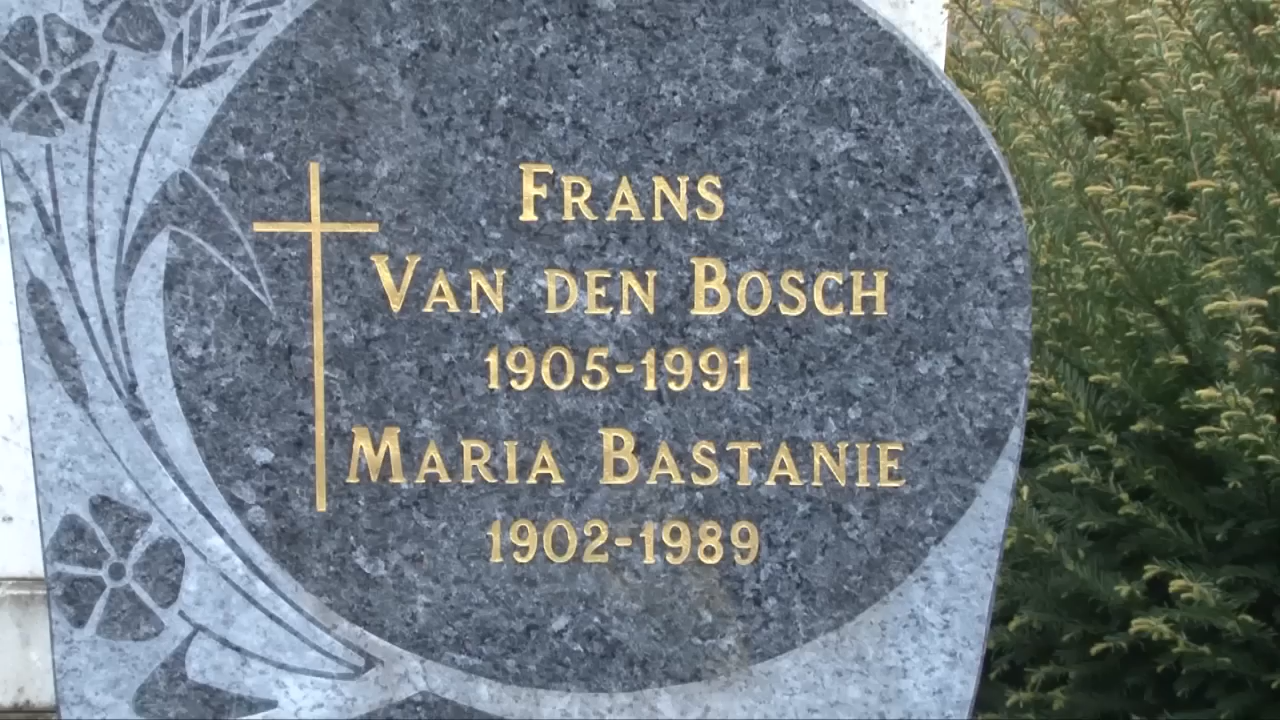 FRANS
VAN DEN BOSCH
1905-1991
MARIA BASTANIE
1902-1989